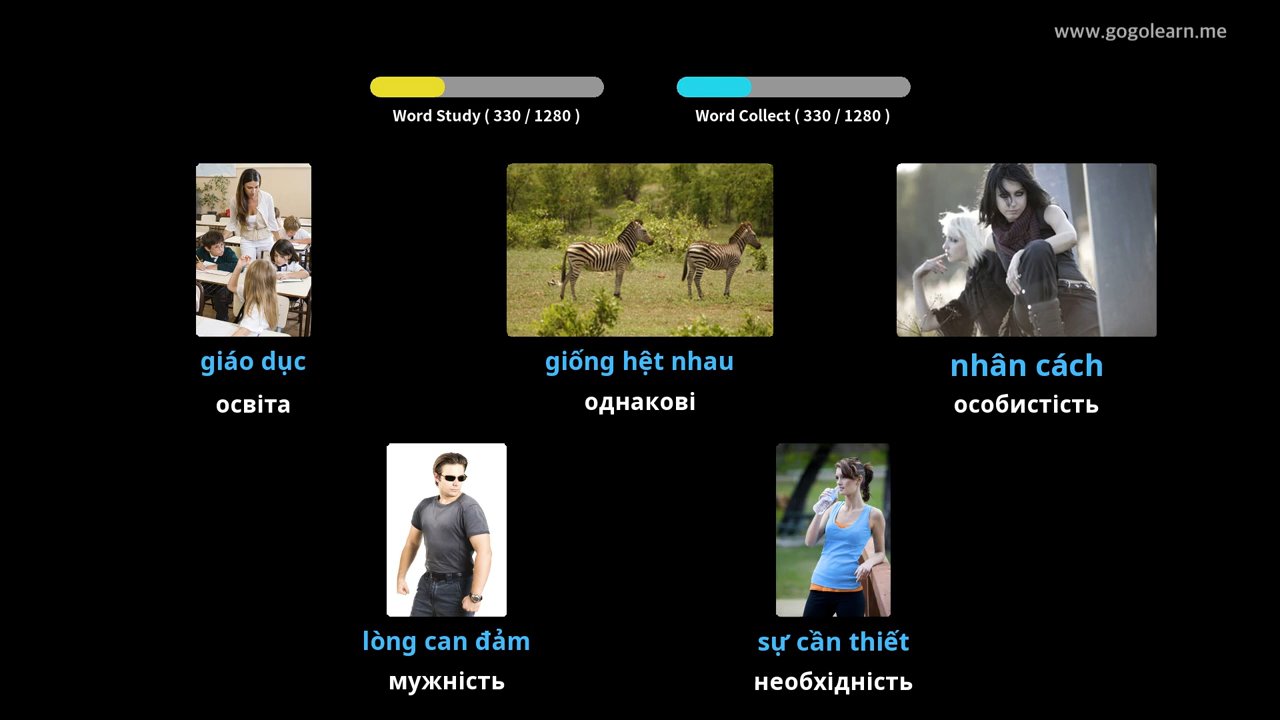 www.gogolearn.me
Word Study ( 330 / 1280 )
Word Collect ( 330 / 1280 )
giáo dục
освіта
giống hệt nhau
однакові
nhân cách
особистість
lòng can đảm
мужність
sự cần thiết
необхідність